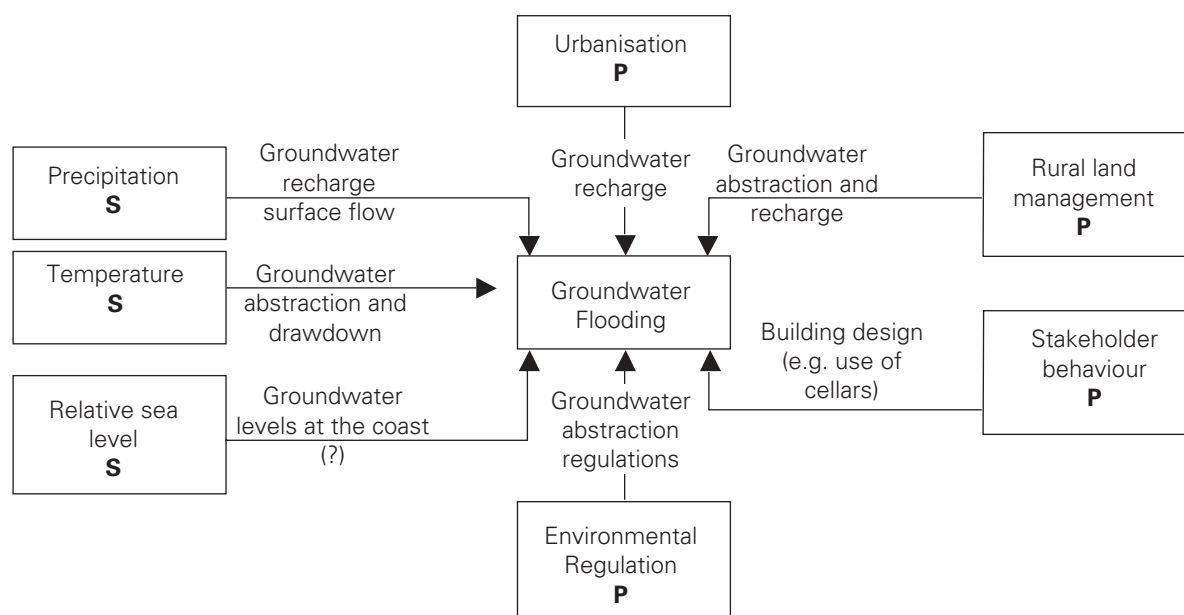 Urbanisation
P
Precipitation
S
Groundwater
recharge
surface flow
Groundwater
recharge
Groundwater
abstraction and
recharge
Rural land
management
P
Temperature
S
Groundwater
abstraction and
drawdown
Groundwater
Flooding
Building design
(e.g. use of
cellars)
Stakeholder
behaviour
P
Relative sea
level
S
Groundwater
levels at the coast
(?)
Groundwater
abstraction
regulations
Environmental
Regulation
P